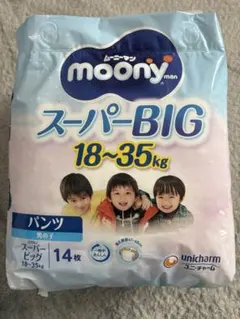 ムーニーマン
moony
man
スーパーBIG
18~35kg
パンツ
男の子
スーパー
ビッグ
18~35kg
14枚
unicharm
ユニ・チャーム